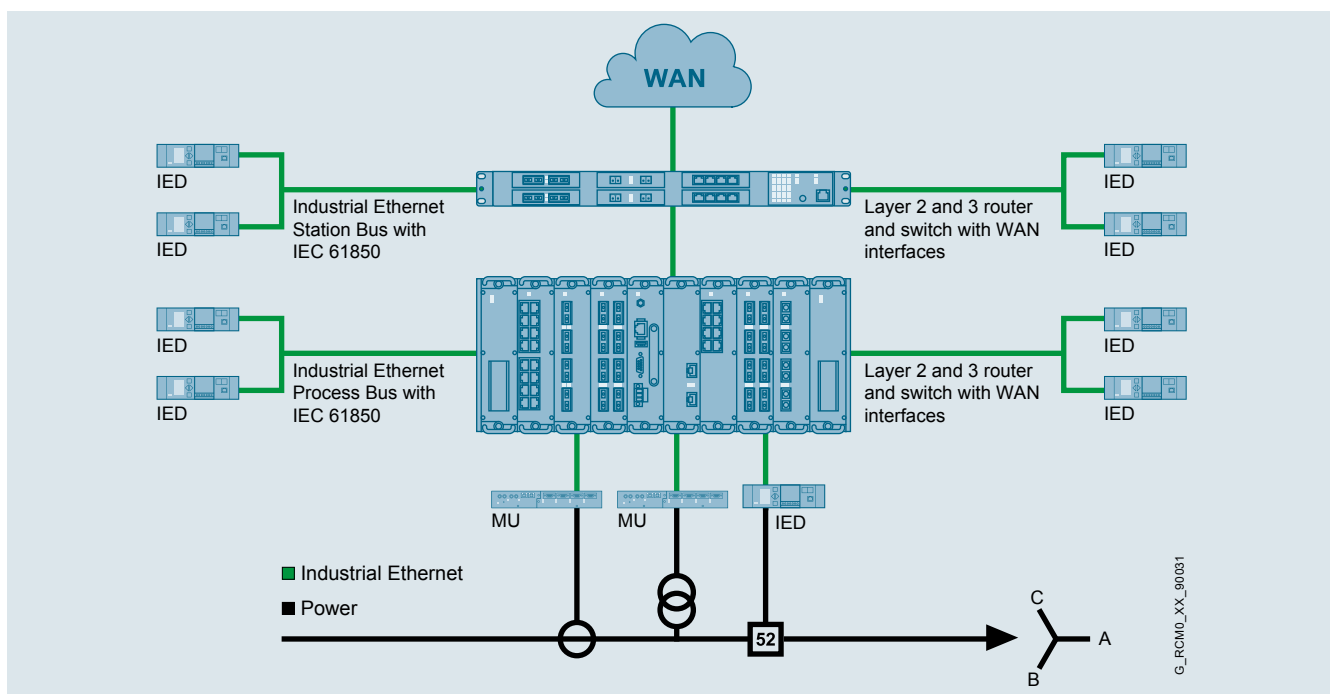 WAN
IED
IED
Industrial Ethernet
Station Bus with
IEC 61850
Layer 2 and 3 router
and switch with WAN
interfaces
IED
IED
IED
IED
Industrial Ethernet
Process Bus with
IEC 61850
Layer 2 and 3 router
and switch with WAN
interfaces
IED
IED
MU
MU
IED
Industrial Ethernet
Power
52
C
A
B
G_RCM0_XX_90031